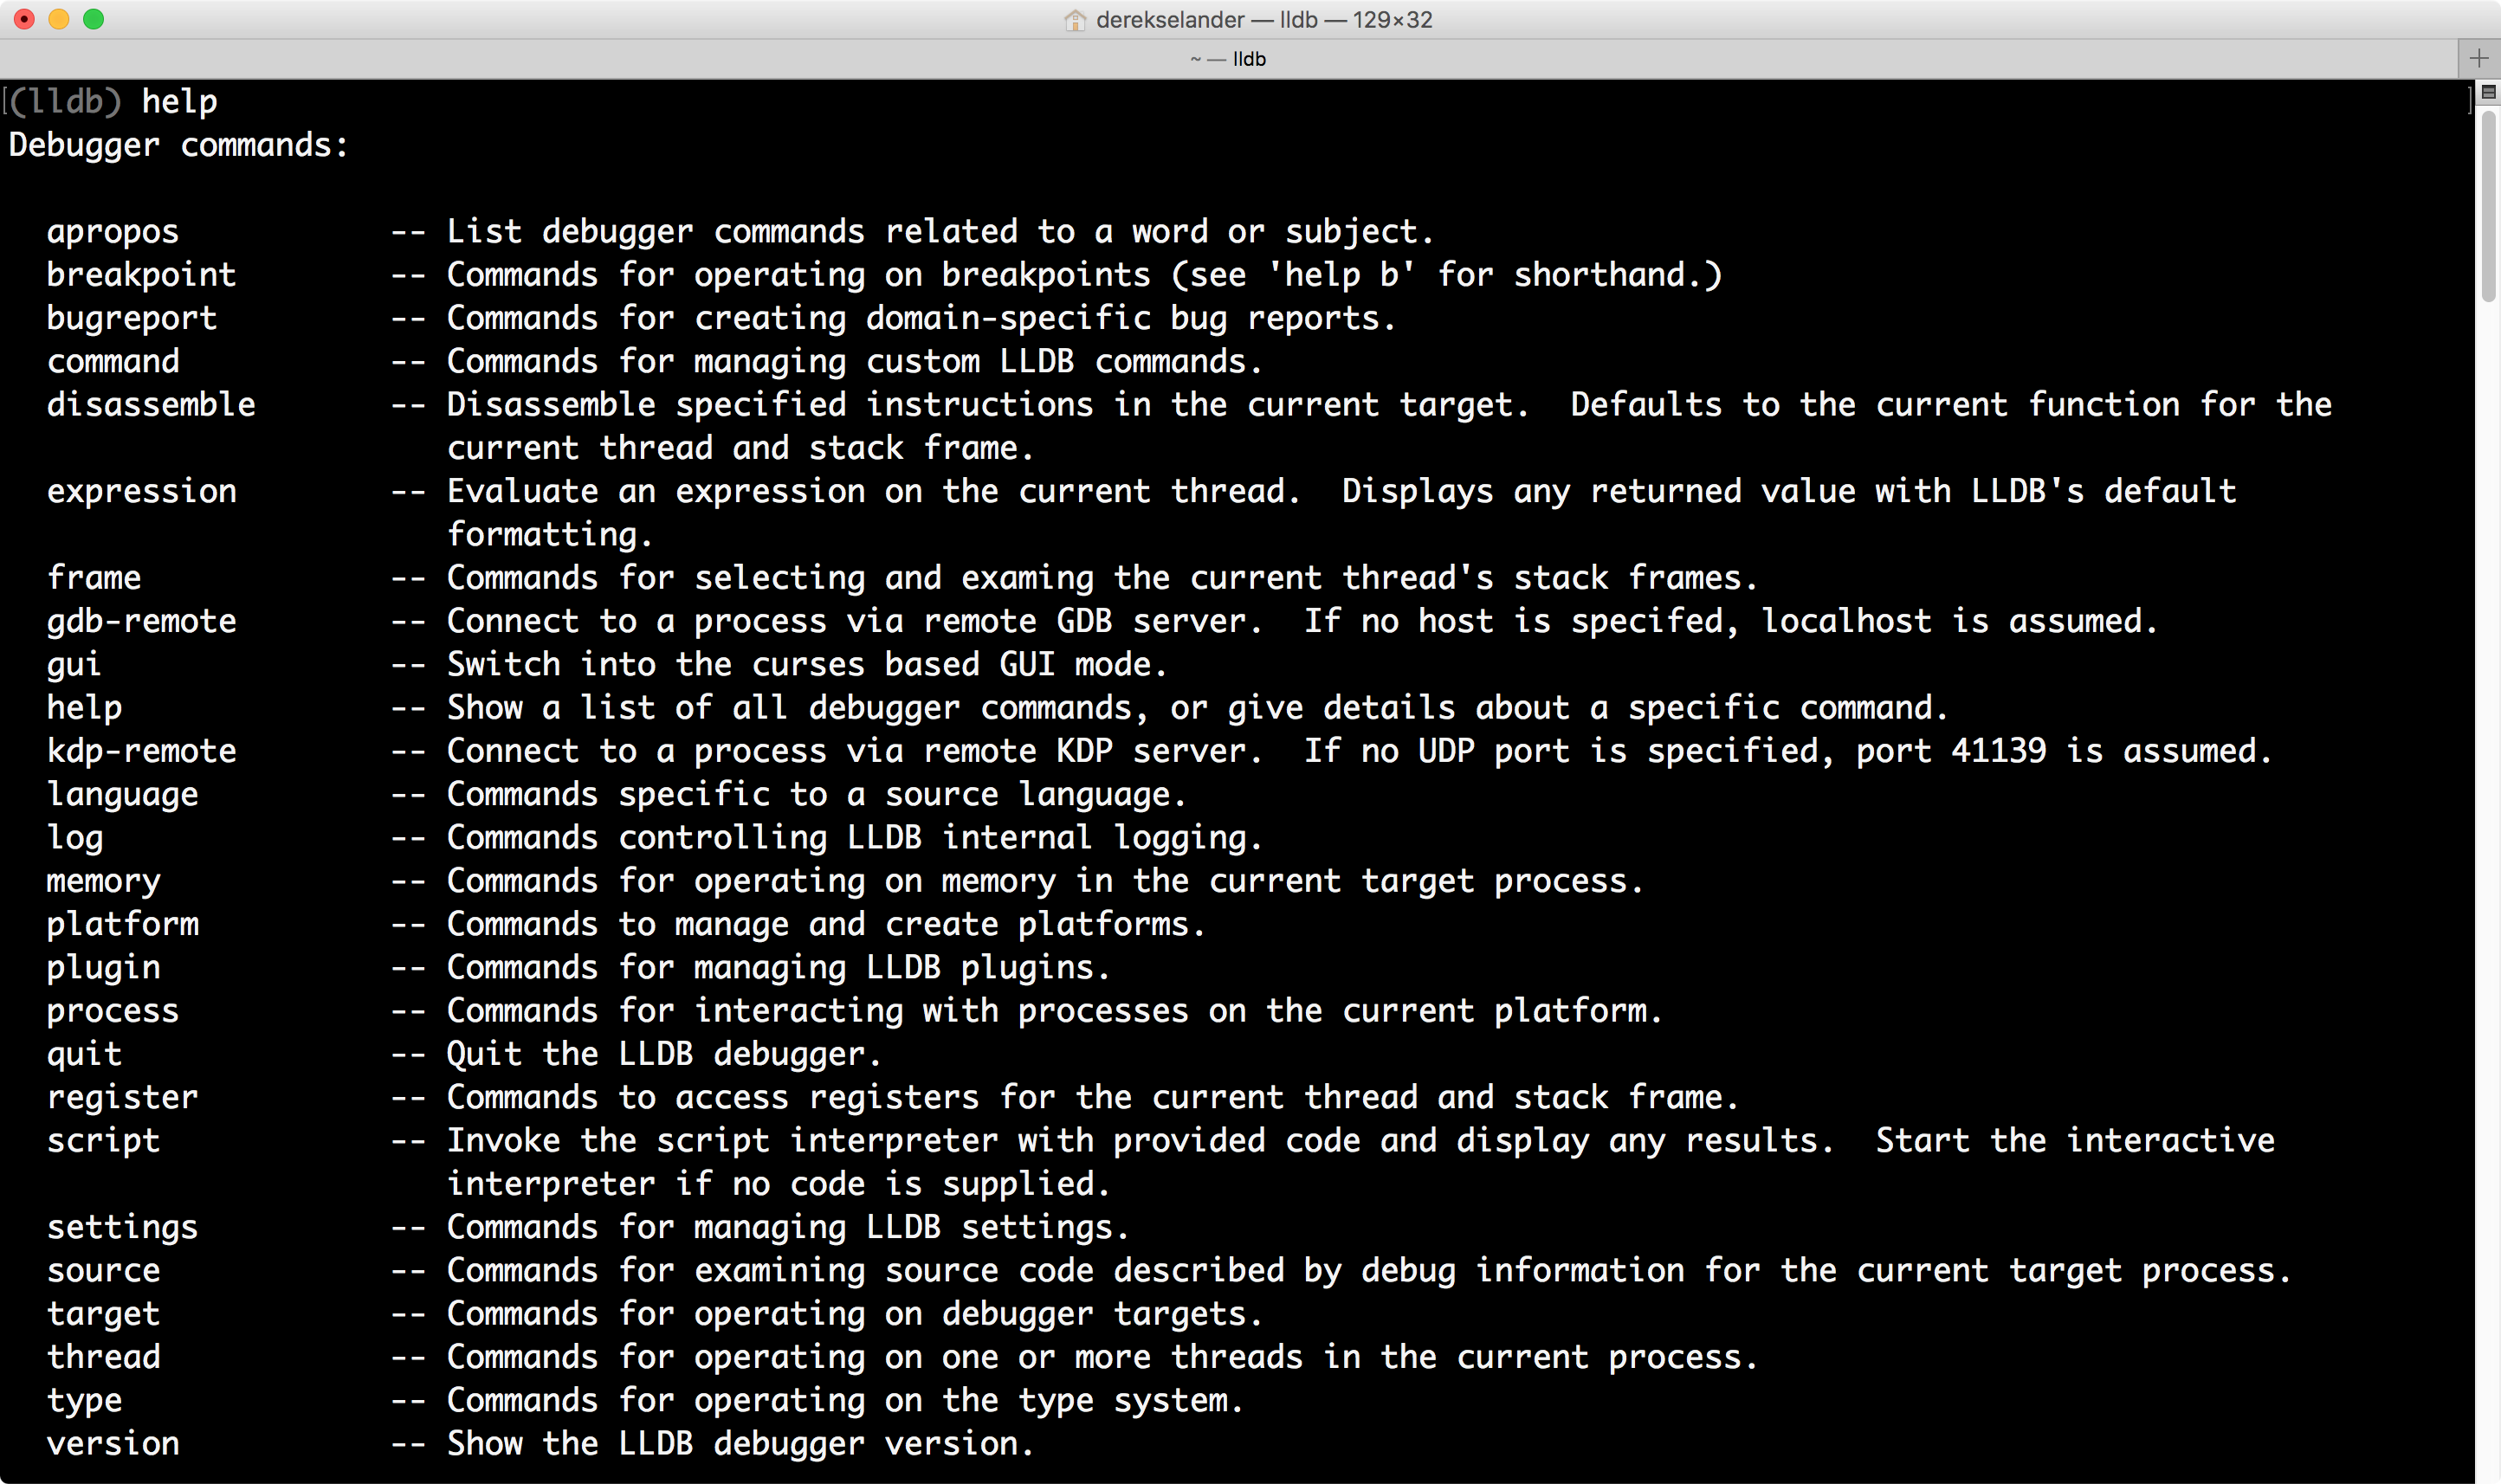 derekselander — lldb — 129×32
~ — lldb
(lldb) help
Debugger commands:
apropos -- List debugger commands related to a word or subject.
breakpoint -- Commands for operating on breakpoints (see 'help b' for shorthand.)
bugreport -- Commands for creating domain-specific bug reports.
command -- Commands for managing custom LLDB commands.
disassemble -- Disassemble specified instructions in the current target.  Defaults to the current function for the
current thread and stack frame.
expression -- Evaluate an expression on the current thread.  Displays any returned value with LLDB's default
formatting.
frame -- Commands for selecting and examing the current thread's stack frames.
gdb-remote -- Connect to a process via remote GDB server.  If no host is specifed, localhost is assumed.
gui -- Switch into the curses based GUI mode.
help -- Show a list of all debugger commands, or give details about a specific command.
kdp-remote -- Connect to a process via remote KDP server.  If no UDP port is specified, port 41139 is assumed.
language -- Commands specific to a source language.
log -- Commands controlling LLDB internal logging.
memory -- Commands for operating on memory in the current target process.
platform -- Commands to manage and create platforms.
plugin -- Commands for managing LLDB plugins.
process -- Commands for interacting with processes on the current platform.
quit -- Quit the LLDB debugger.
register -- Commands to access registers for the current thread and stack frame.
script -- Invoke the script interpreter with provided code and display any results.  Start the interactive
interpreter if no code is supplied.
settings -- Commands for managing LLDB settings.
source -- Commands for examining source code described by debug information for the current target process.
target -- Commands for operating on debugger targets.
thread -- Commands for operating on one or more threads in the current process.
type -- Commands for operating on the type system.
version -- Show the LLDB debugger version.